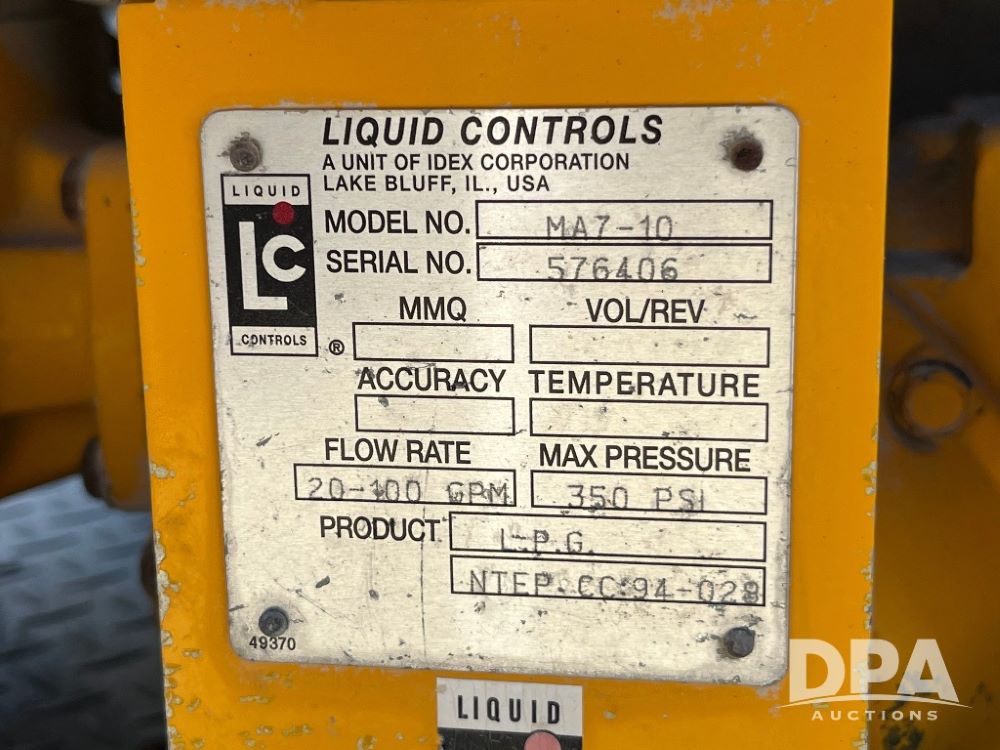 LIQUID CONTROLS
A UNIT OF IDEX CORPORATION
LAKE BLUFF, IL., USA
LIQUID
LC
CONTROLS
®
MODEL NO. MA7-10
SERIAL NO. 576406
MMQ VOL/REV
ACCURACY TEMPERATURE
FLOW RATE MAX PRESSURE
20-100 GPM 350 PSI
PRODUCT L.P.G.
NTEP.CC:94-028
49370
LIQUID
DPA
AUCTIONS